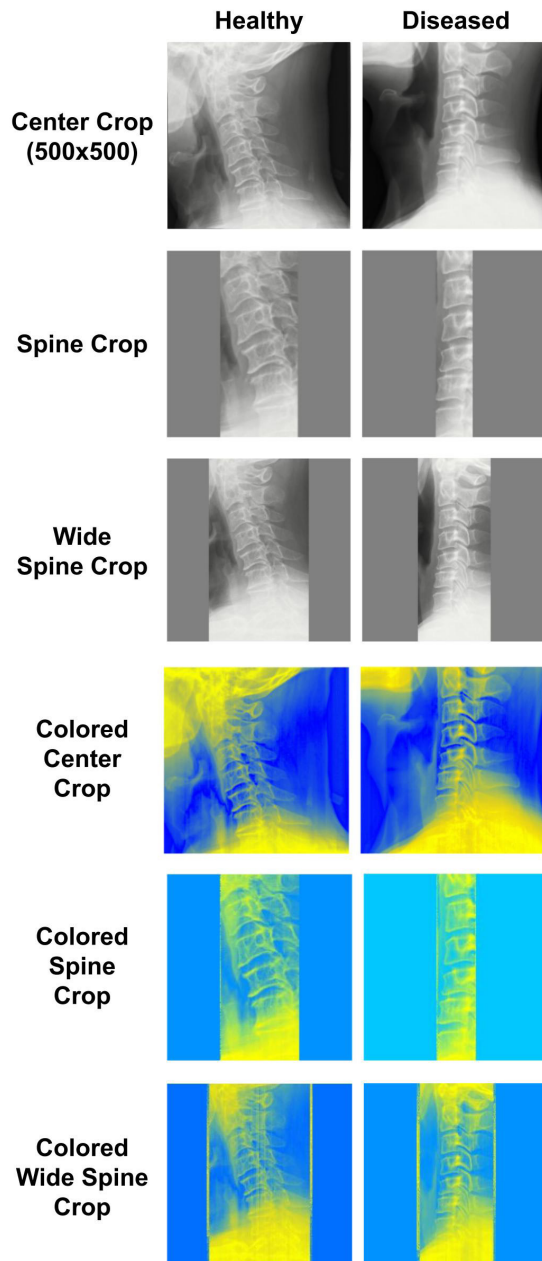 Healthy
Diseased
Center Crop
(500x500)
Spine Crop
Wide
Spine Crop
Colored
Center
Crop
Colored
Spine
Crop
Colored
Wide Spine
Crop